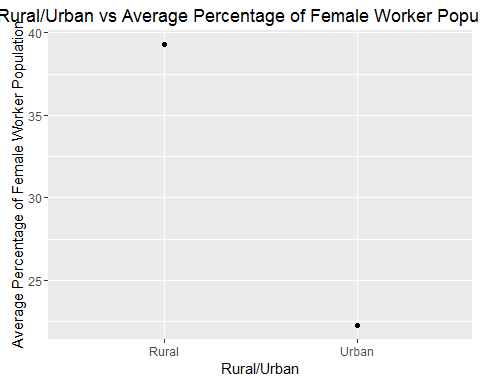 Rural/Urban vs Average Percentage of Female Worker
Average Percentage of Female Worker Population
40
35
30
25
Rural
Urban
Rural/Urban